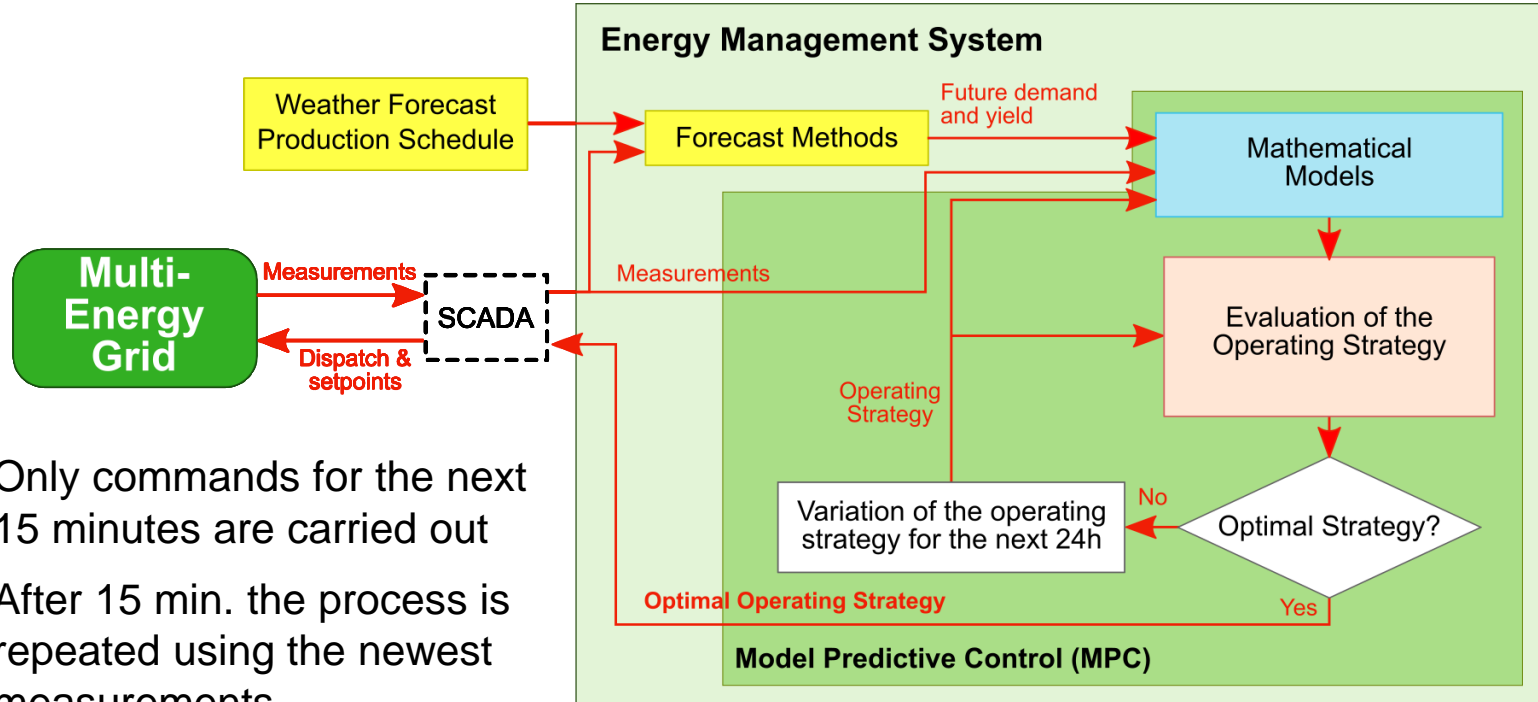 Energy Management System
Weather Forecast
Production Schedule
Forecast Methods
Future demand
and yield
Mathematical
Models
Multi-
Energy
Grid
Measurements
SCADA
Dispatch &
setpoints
Measurements
Evaluation of the
Operating Strategy
Operating
Strategy
Variation of the operating
strategy for the next 24h
No
Optimal Strategy?
Yes
Optimal Operating Strategy
Model Predictive Control (MPC)
Only commands for the next
15 minutes are carried out
After 15 min. the process is
repeated using the newest
measurements